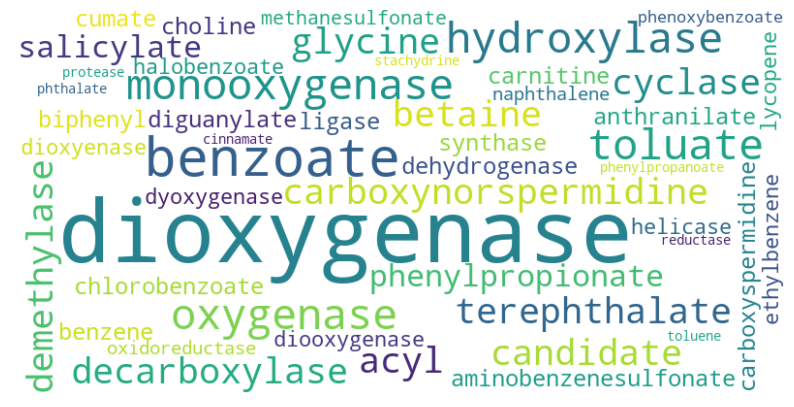 cumate choline methanesulfonate phenoxybenzoate
salicylate glycine hydroxylase
protease halobenzoate stachydrine carnitine cyclase lycopene
phthalate monooxygenase naphthalene
biphenyl diguanylate ligase betaine anthranilate
dioxyenase cinnamate synthase toluate
benzoate dehydrogenase phenylpropanoate
demethylase dyoxygenase carboxynorspermidine carboxyspermidine ethylbenzene
dioxygenase helicase
reductase
chlorobenzoate phenylpropionate
benzene oxygenase terephthalate
oxidoreductase diooxygenase toluene
decarboxylase acyl candidate
aminobenzenesulfonate